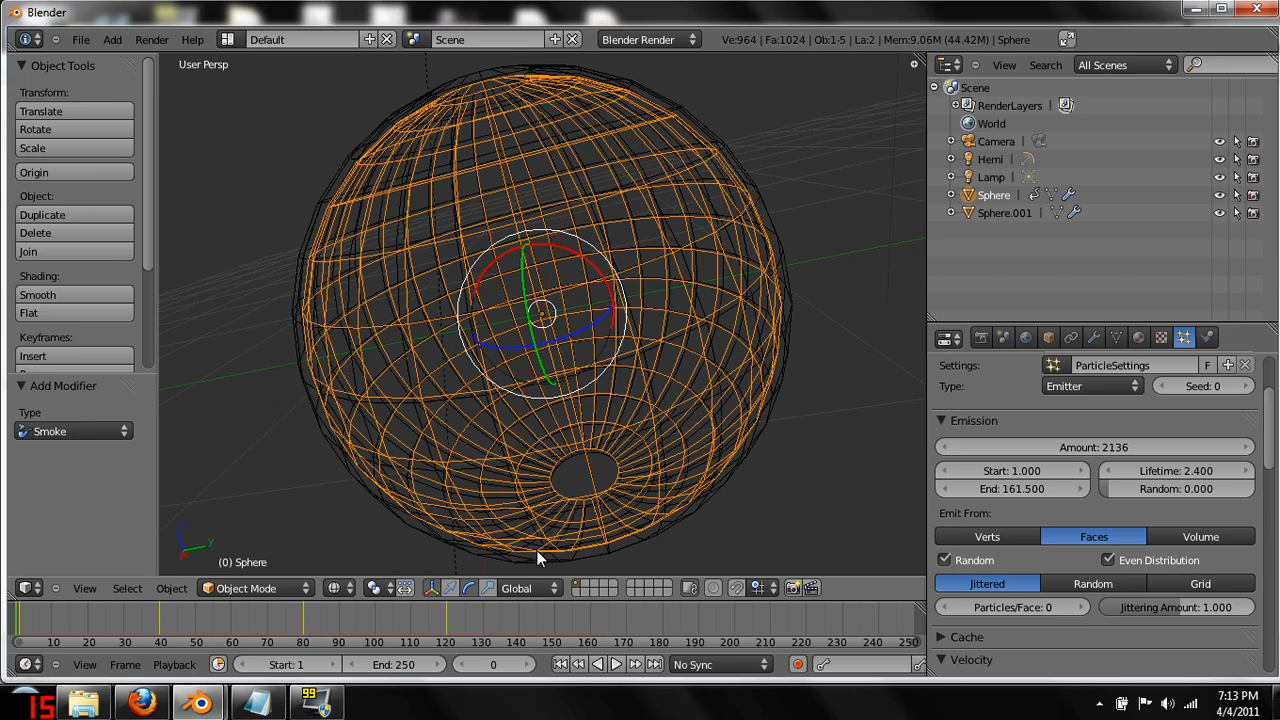 Blender
File Add Render Help Default Scene Blender Render Ve:964 | Fa:1024 | Ob:1-5 | La:2 | Mem:9.06M (44.42M) | Sphere
Object Tools
Transform:
Translate
Rotate
Scale
Origin
Object:
Duplicate
Delete
Join
Shading:
Smooth
Flat
Keyframes:
Insert
Add Modifier
Type
Smoke
User Persp
y
(0) Sphere
View Select Object Object Mode Global
10 20 30 40 50 60 70 80 90 100 110 120 130 140 150 160 170 180 190 200 210 220 230 240 250
View Frame Playback Start: 1 End: 250 0 No Sync
View Search All Scenes
Scene
RenderLayers
World
Camera
Hemi
Lamp
Sphere
Sphere.001
Settings: ParticleSettings F
Type: Emitter Seed: 0
Emission
Amount: 2136
Start: 1.000 Lifetime: 2.400
End: 161.500 Random: 0.000
Emit From:
Verts Faces Volume
Random Even Distribution
Jittered Random Grid
Particles/Face: 0 Jittering Amount: 1.000
Cache
Velocity
15
99
7:13 PM
4/4/2011